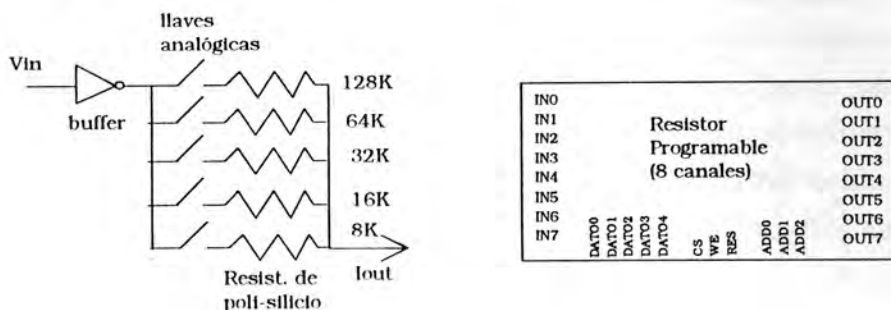 llaves
analógicas
Vin
buffer
128K
64K
32K
16K
8K
Iout
Resist. de
poli-silicio
IN0
IN1
IN2
IN3
IN4
IN5
IN6
IN7
Resistor
Programable
(8 canales)
OUT0
OUT1
OUT2
OUT3
OUT4
OUT5
OUT6
OUT7
DATO0
DATO1
DATO2
DATO3
DATO4
CS
WE
RES
ADD0
ADD1
ADD2